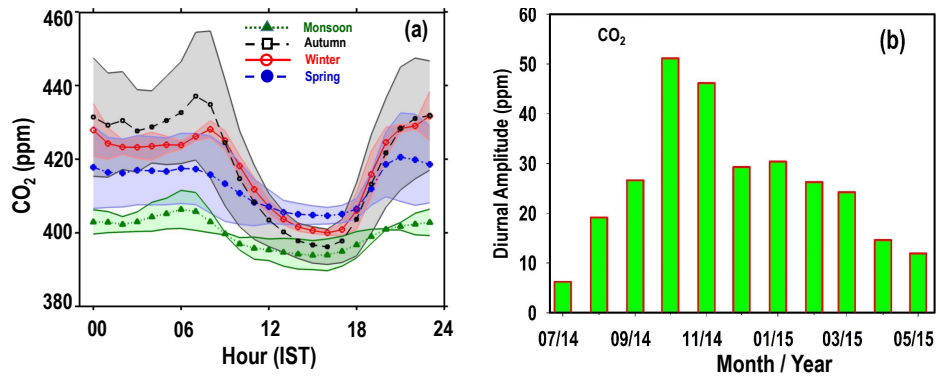 (a)
Monsoon
Autumn
Winter
Spring
CO₂ (ppm)
460
440
420
400
380
00 06 12 18 24
Hour (IST)
(b)
CO₂
Diurnal Amplitude (ppm)
60
50
40
30
20
10
0
07/14 09/14 11/14 01/15 03/15 05/15
Month / Year